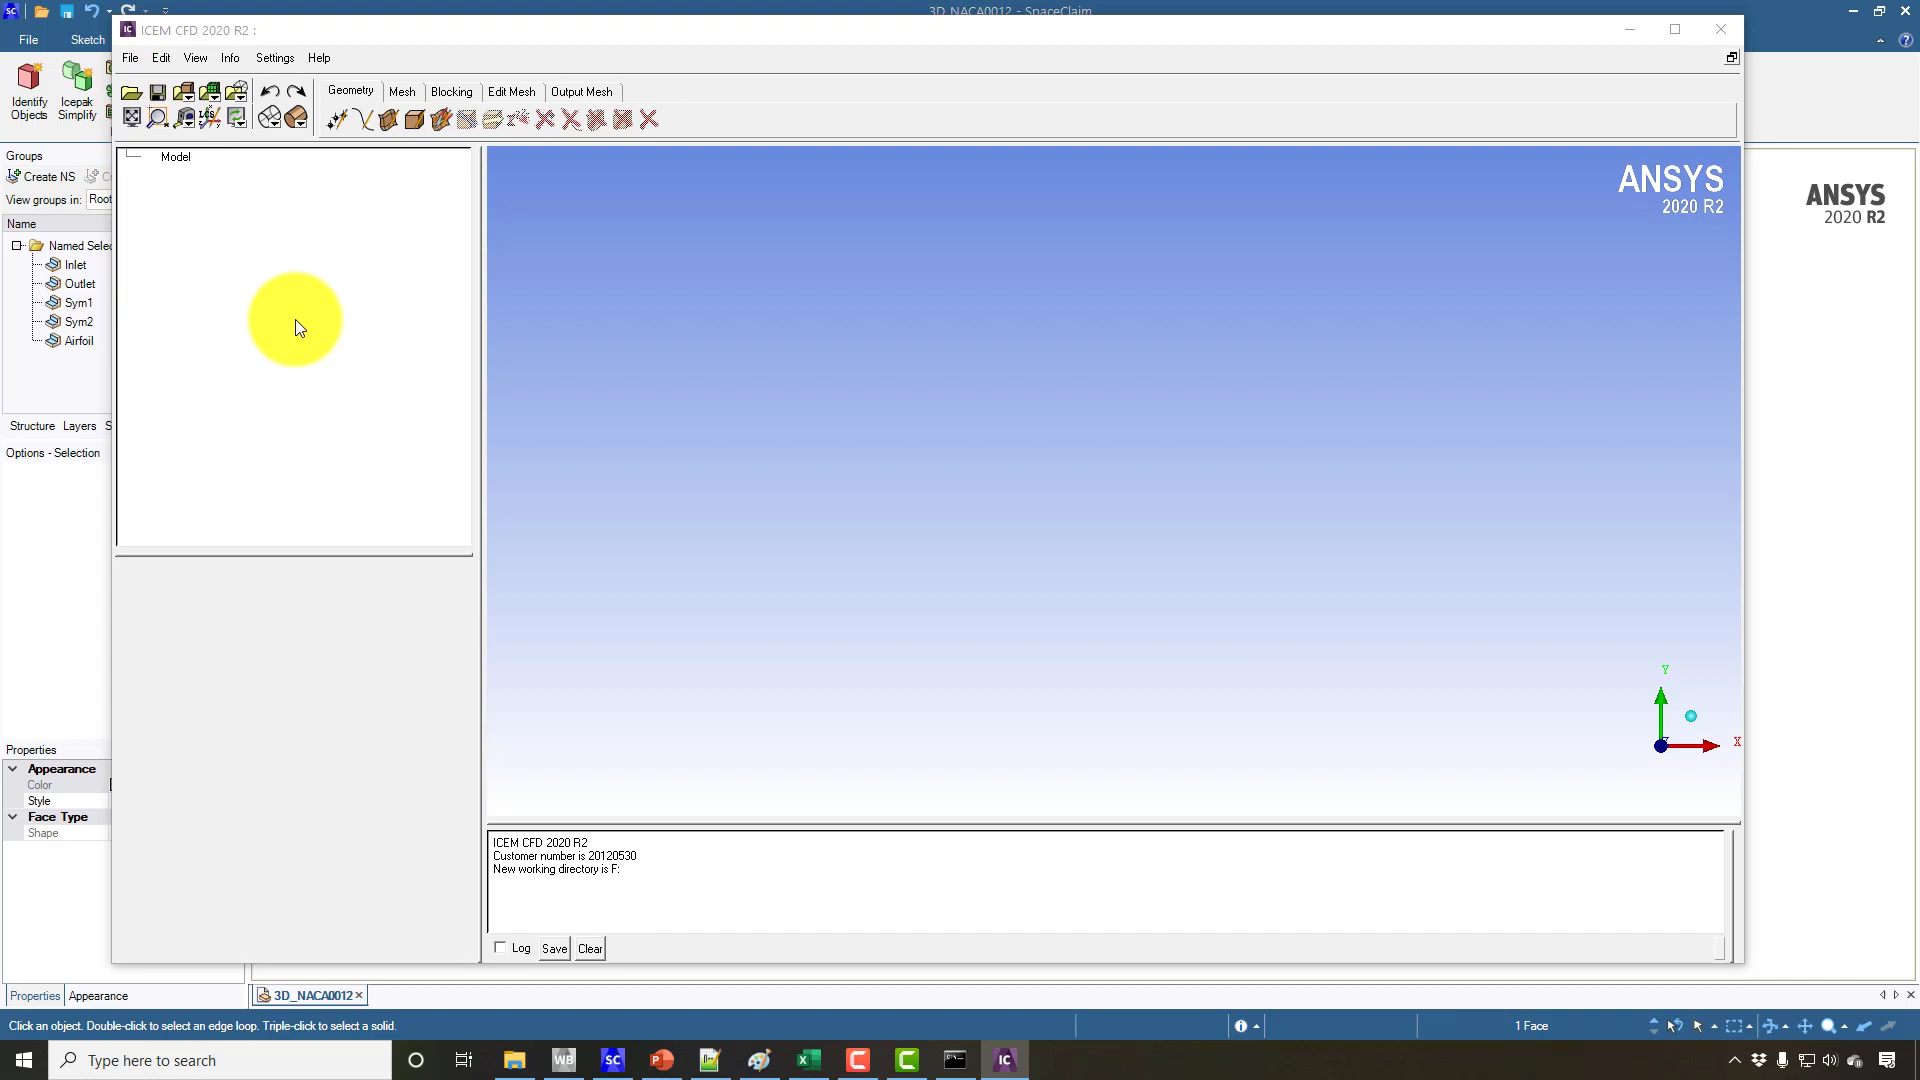 3D_NACA0012 - SpaceClaim
File
Sketch
Identify
Objects
Icepak
Simplify
Groups
Create NS
View groups in:
Root
Name
Named Selec
Inlet
Outlet
Sym1
Sym2
Airfoil
Structure
Layers
S
Options - Selection
Properties
Appearance
Color
Style
Face Type
Shape
Properties
Appearance
ICEM CFD 2020 R2 :
File
Edit
View
Info
Settings
Help
Geometry
Mesh
Blocking
Edit Mesh
Output Mesh
LCS
Model
ANSYS
2020 R2
ANSYS
2020 R2
Y
X
ICEM CFD 2020 R2
Customer number is 20120530
New working directory is F:
Log
Save
Clear
3D_NACA0012
Click an object. Double-click to select an edge loop. Triple-click to select a solid.
1 Face
Type here to search
WB
SC
P
X
C
C
IC